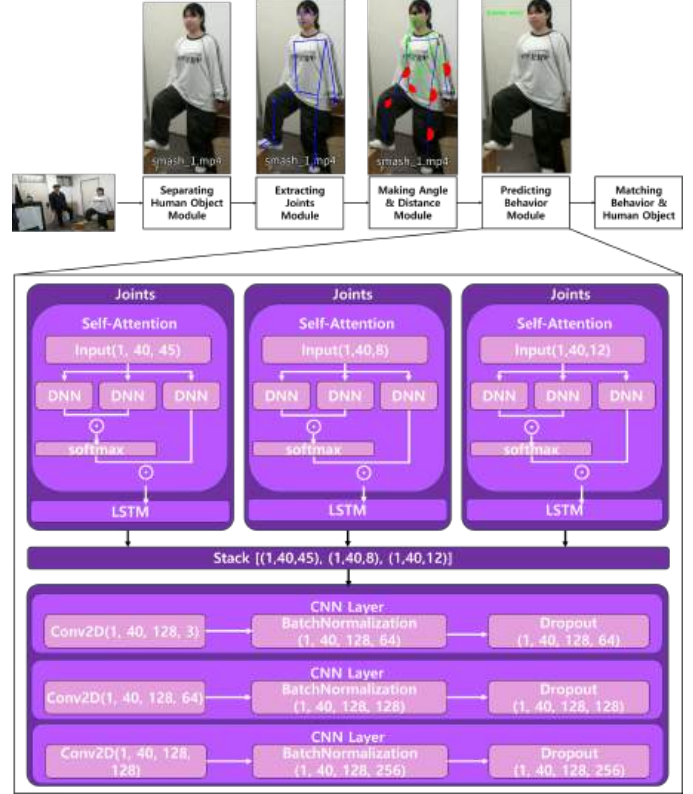 smash_1.mp4
smash_1.mp4
smash_1.mp4
smash_1.mp4
Separating
Human Object
Module
Extracting
Joints
Module
Making Angle
& Distance
Module
Predicting
Behavior
Module
Matching
Behavior &
Human Object
Joints
Self-Attention
Input(1, 40, 45)
DNN
DNN
DNN
softmax
LSTM
Joints
Self-Attention
Input(1,40,8)
DNN
DNN
DNN
softmax
LSTM
Joints
Self-Attention
Input(1,40,12)
DNN
DNN
DNN
softmax
LSTM
Stack [(1,40,45), (1,40,8), (1,40,12)]
CNN Layer
Conv2D(1, 40, 128, 3)
BatchNormalization
(1, 40, 128, 64)
Dropout
(1, 40, 128, 64)
CNN Layer
Conv2D(1, 40, 128, 64)
BatchNormalization
(1, 40, 128, 128)
Dropout
(1, 40, 128, 128)
CNN Layer
Conv2D(1, 40, 128,
128)
BatchNormalization
(1, 40, 128, 256)
Dropout
(1, 40, 128, 256)